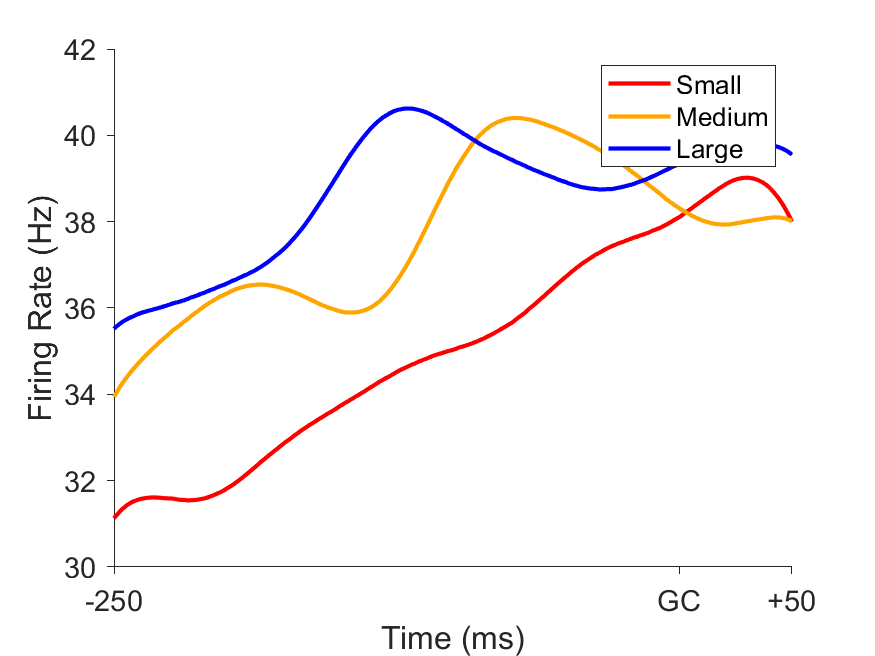 42
40
38
36
34
32
30
Firing Rate (Hz)
Small
Medium
Large
-250
GC
+50
Time (ms)